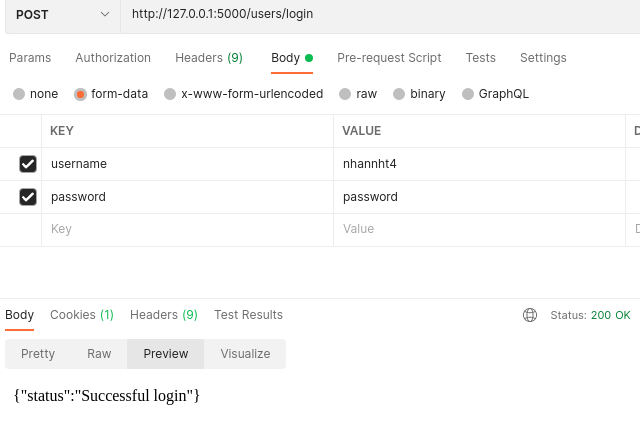 POST http://127.0.0.1:5000/users/login
Params Authorization Headers (9) Body Pre-request Script Tests Settings
none form-data x-www-form-urlencoded raw binary GraphQL
KEY VALUE D
username nhannht4
password password
Key Value D
Body Cookies (1) Headers (9) Test Results Status: 200 OK
Pretty Raw Preview Visualize
{"status":"Successful login"}